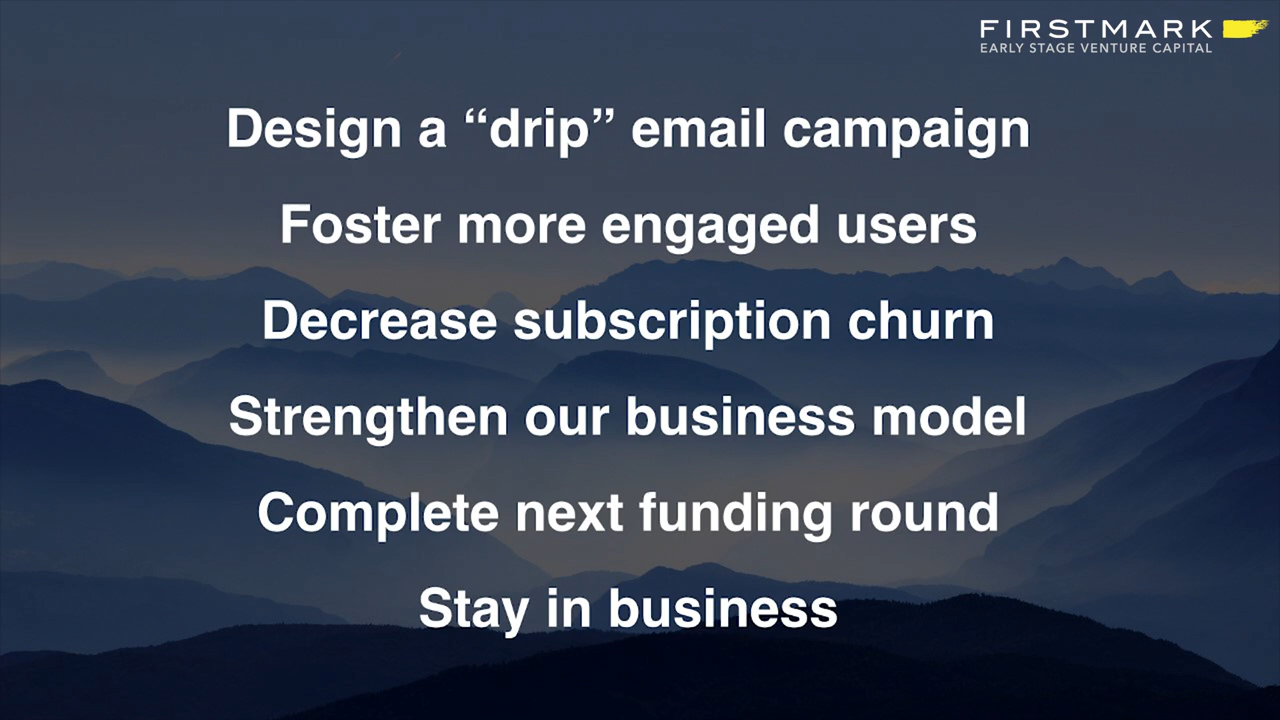 FIRSTMARK
EARLY STAGE VENTURE CAPITAL
Design a “drip” email campaign
Foster more engaged users
Decrease subscription churn
Strengthen our business model
Complete next funding round
Stay in business